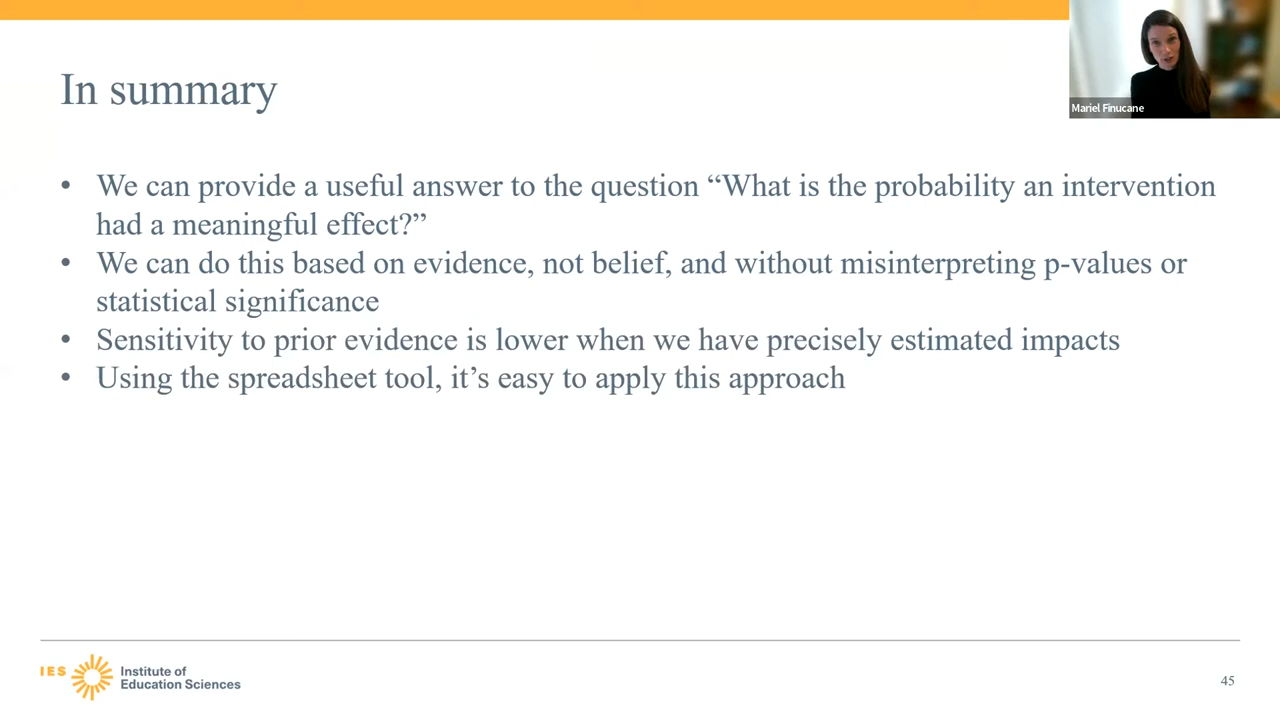 Mariel Finucane
In summary
• We can provide a useful answer to the question “What is the probability an intervention
had a meaningful effect?”
• We can do this based on evidence, not belief, and without misinterpreting p-values or
statistical significance
• Sensitivity to prior evidence is lower when we have precisely estimated impacts
• Using the spreadsheet tool, it’s easy to apply this approach
IES
Institute of
Education Sciences
45